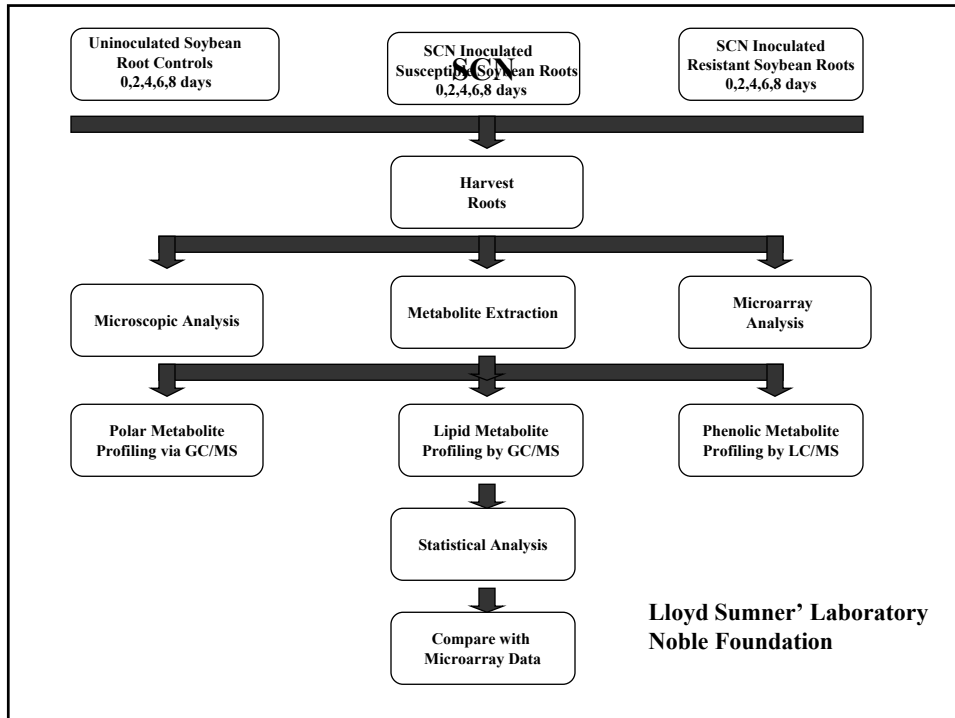 Uninoculated Soybean
Root Controls
0,2,4,6,8 days
SCN Inoculated
Susceptible Soybean Roots
0,2,4,6,8 days
SCN
SCN Inoculated
Resistant Soybean Roots
0,2,4,6,8 days
Harvest
Roots
Microscopic Analysis
Metabolite Extraction
Microarray
Analysis
Polar Metabolite
Profiling via GC/MS
Lipid Metabolite
Profiling by GC/MS
Phenolic Metabolite
Profiling by LC/MS
Statistical Analysis
Compare with
Microarray Data
Lloyd Sumner' Laboratory
Noble Foundation